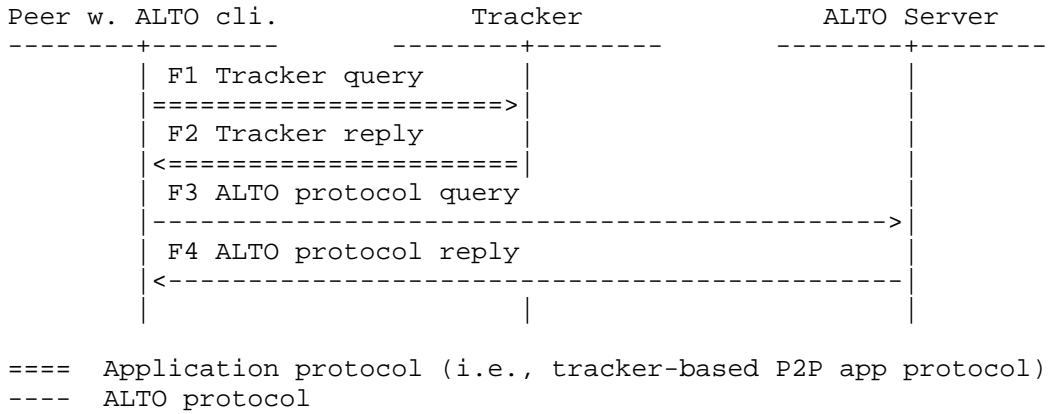 Peer w. ALTO cli. Tracker ALTO Server
--------+-------- --------+-------- --------+--------
| F1 Tracker query | |
|======================>| |
| F2 Tracker reply | |
|<======================| |
| F3 ALTO protocol query |
|---------------------------------------------->|
| F4 ALTO protocol reply |
|<----------------------------------------------|
| | |
==== Application protocol (i.e., tracker-based P2P app protocol)
---- ALTO protocol